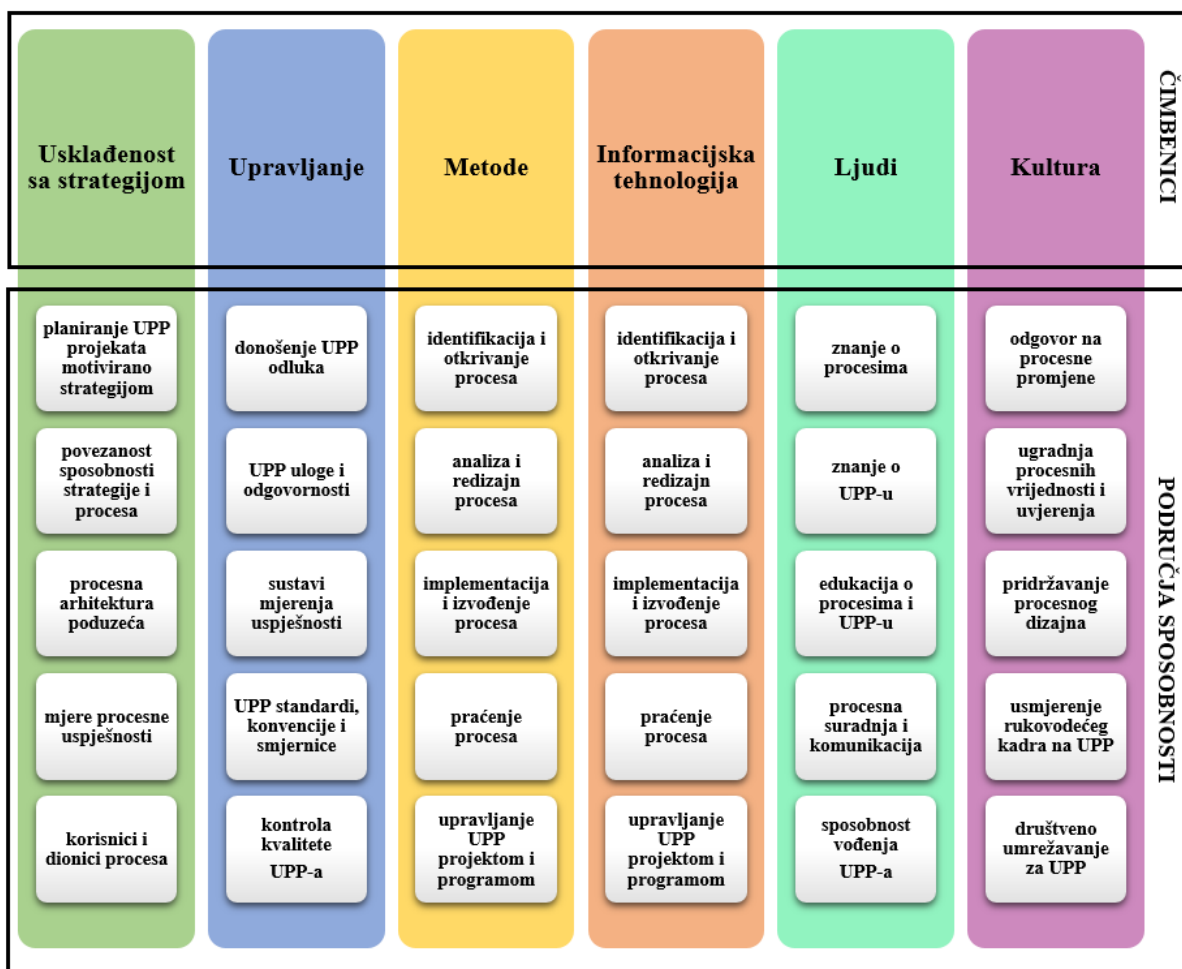 Usklađenost
sa strategijom
Upravljanje
Metode
Informacijska
tehnologija
Ljudi
Kultura
ČIMBENICI
planiranje UPP
projekata
motivirano
strategijom
donošenje UPP
odluka
identifikacija i
otkrivanje
procesa
identifikacija i
otkrivanje
procesa
znanje o
procesima
odgovor na
procesne
promjene
povezanost
sposobnosti
strategije i
procesa
UPP uloge i
odgovornosti
analiza i
redizajn
procesa
analiza i
redizajn
procesa
znanje o
UPP-u
ugradnja
procesnih
vrijednosti i
uvjerenja
procesna
arhitektura
poduzeća
sustavi
mjerenja
uspješnosti
implementacija
i izvođenje
procesa
implementacija
i izvođenje
procesa
edukacija o
procesima i
UPP-u
pridržavanje
procesnog
dizajna
mjere procesne
uspješnosti
UPP standardi,
konvencije i
smjernice
praćenje
procesa
praćenje
procesa
procesna
suradnja i
komunikacija
usmjerenje
rukovodećeg
kadra na UPP
korisnici i
dionici procesa
kontrola
kvalitete
UPP-a
upravljanje
UPP
projektom i
programom
upravljanje
UPP
projektom i
programom
sposobnost
vođenja
UPP-a
društveno
umrežavanje
za UPP
PODRUČJA SPOSOBNOSTI